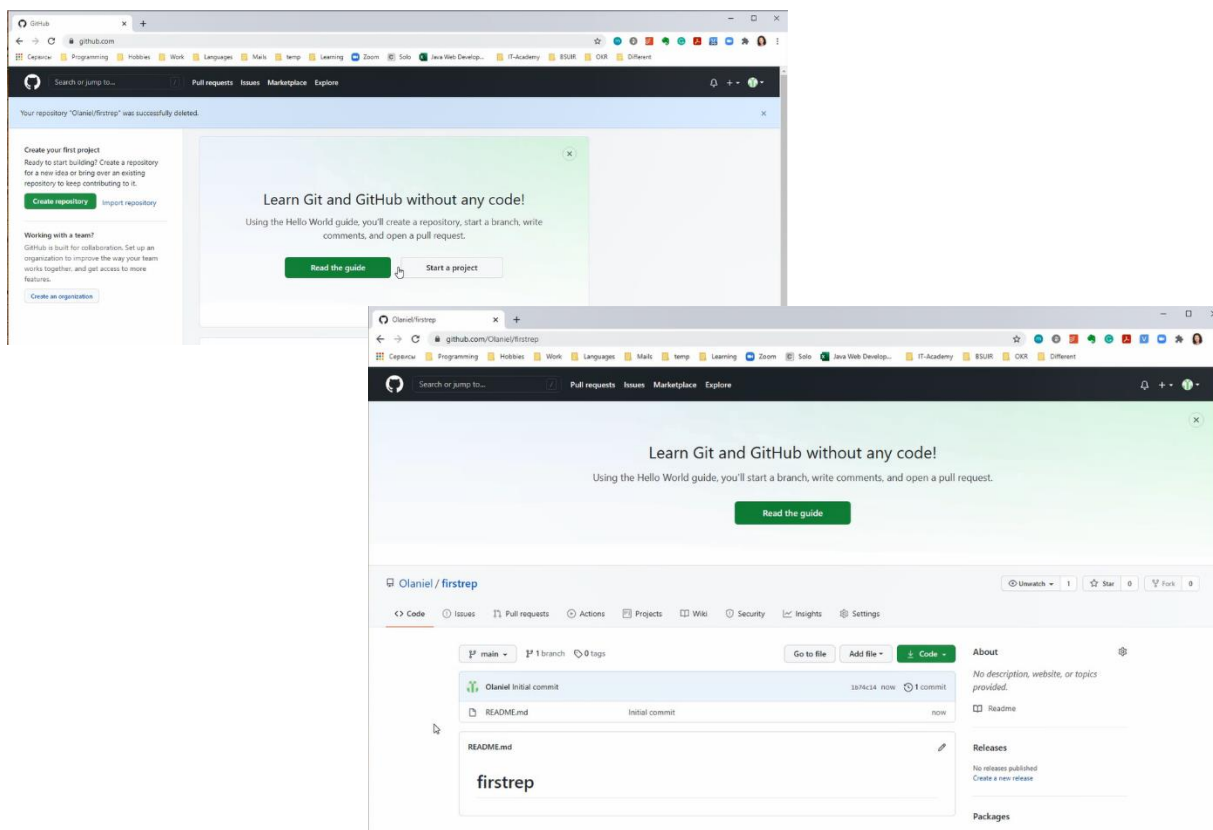 GitHub
github.com
Сервисы Programming Hobbies Work Languages Mails temp Learning Zoom Solo Java Web Develop... IT-Academy BSUIR OKR Different
Search or jump to... / Pull requests Issues Marketplace Explore
Your repository "Olaniel/firstrep" was successfully deleted.
Create your first project
Ready to start building? Create a repository
for a new idea or bring over an existing
repository to keep contributing to it.
Create repository Import repository
Working with a team?
GitHub is built for collaboration. Set up an
organization to improve the way your team
works together, and get access to more
features.
Create an organization
Learn Git and GitHub without any code!
Using the Hello World guide, you'll create a repository, start a branch, write
comments, and open a pull request.
Read the guide Start a project
Olaniel/firstrep
github.com/Olaniel/firstrep
Сервисы Programming Hobbies Work Languages Mails temp Learning Zoom Solo Java Web Develop... IT-Academy BSUIR OKR Different
Search or jump to... / Pull requests Issues Marketplace Explore
Learn Git and GitHub without any code!
Using the Hello World guide, you'll start a branch, write comments, and open a pull request.
Read the guide
Olaniel / firstrep Unwatch 1 Star 0 Fork 0
Code Issues Pull requests Actions Projects Wiki Security Insights Settings
main 1 branch 0 tags Go to file Add file Code
Olaniel Initial commit 1b74c14 now 1 commit
README.md Initial commit now
README.md
firstrep
About
No description, website, or topics
provided.
Readme
Releases
No releases published
Create a new release
Packages